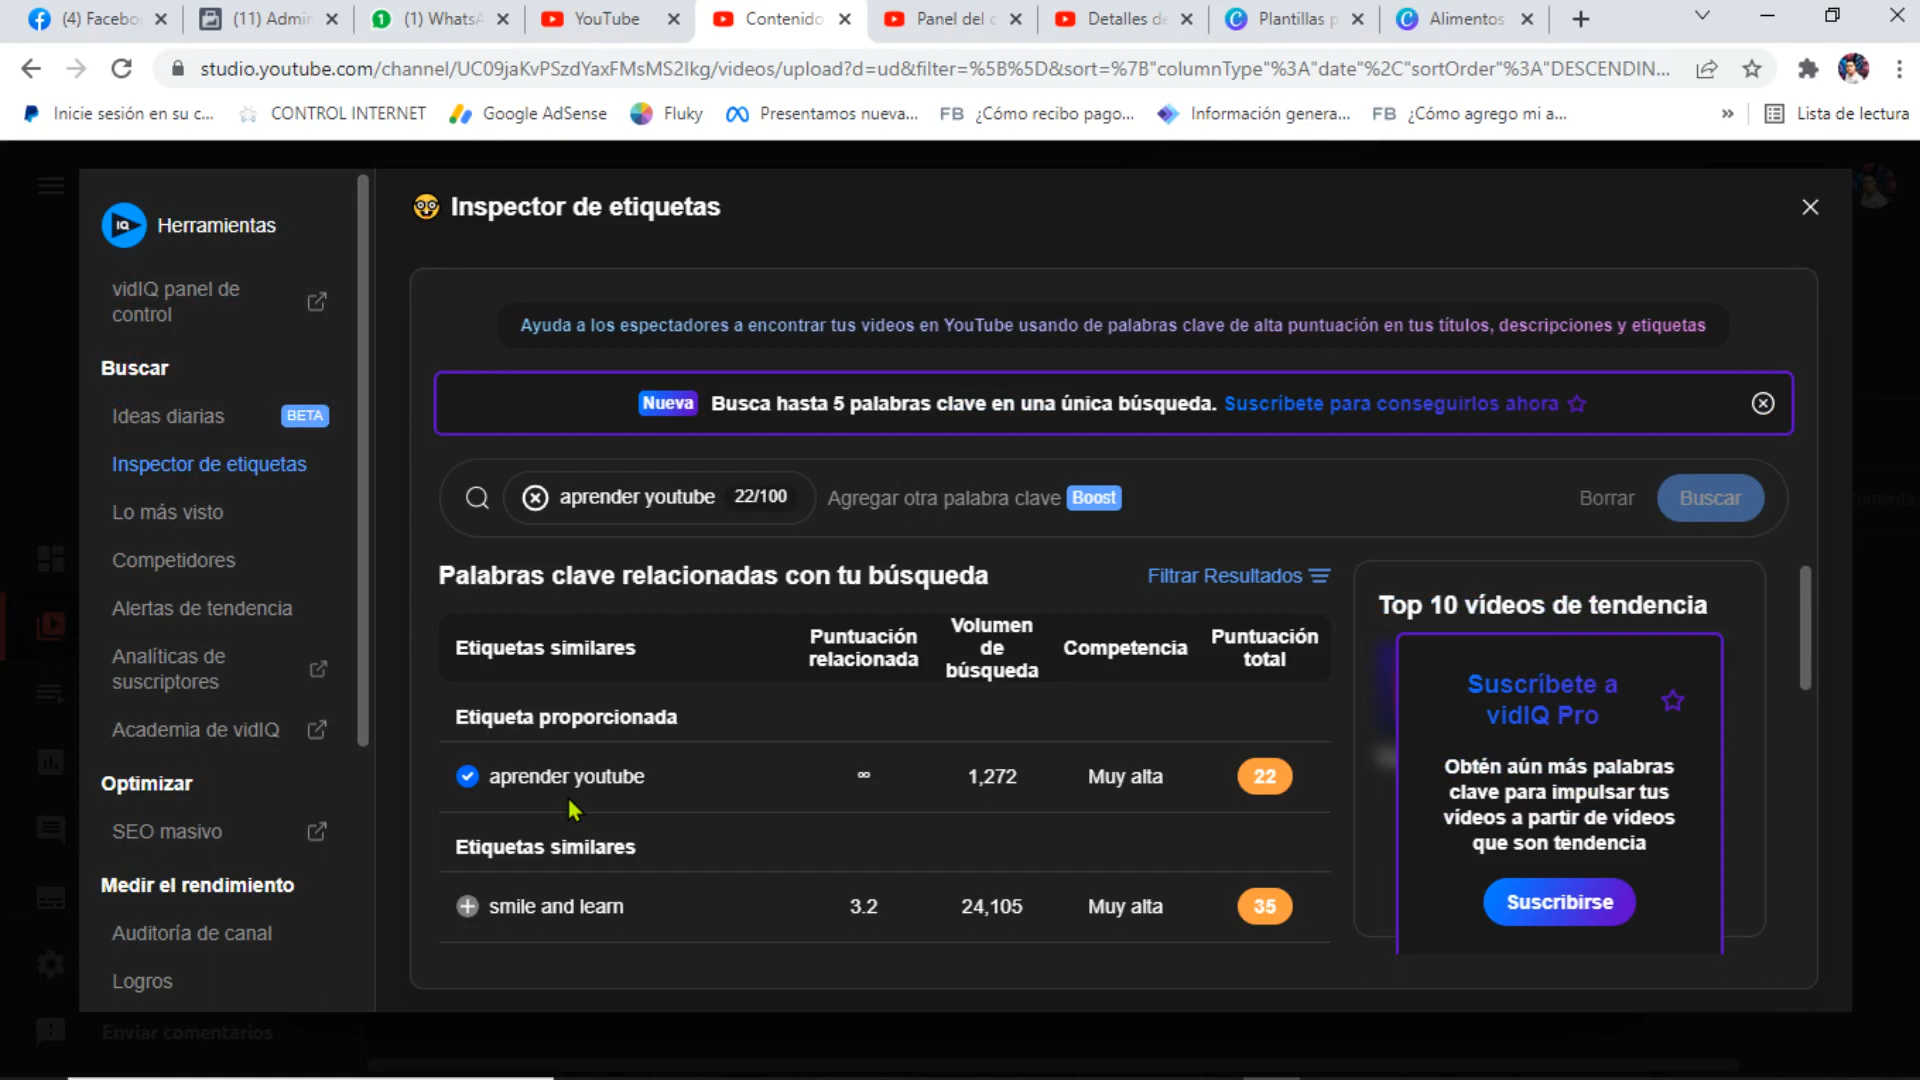 (4) Facebo
(11) Admin
(1) WhatsA
YouTube
Contenido
Panel del c
Detalles de
Plantillas p
Alimentos
studio.youtube.com/channel/UC09jaKvPSzdYaxFMsMS2lkg/videos/upload?d=ud&filter=%5B%5D&sort=%7B"columnType"%3A"date"%2C"sortOrder"%3A"DESCENDIN...
Inicie sesión en su c...
CONTROL INTERNET
Google AdSense
Fluky
Presentamos nueva...
FB ¿Cómo recibo pago...
Información genera...
FB ¿Cómo agrego mi a...
»
Lista de lectura
IQ Herramientas
vidIQ panel de
control
Buscar
Ideas diarias BETA
Inspector de etiquetas
Lo más visto
Competidores
Alertas de tendencia
Analíticas de
suscriptores
Academia de vidIQ
Optimizar
SEO masivo
Medir el rendimiento
Auditoría de canal
Logros
Enviar comentarios
Inspector de etiquetas
Ayuda a los espectadores a encontrar tus videos en YouTube usando de palabras clave de alta puntuación en tus títulos, descripciones y etiquetas
Nueva Busca hasta 5 palabras clave en una única búsqueda. Suscríbete para conseguirlos ahora
aprender youtube 22/100 Agregar otra palabra clave Boost Borrar Buscar
Palabras clave relacionadas con tu búsqueda
Filtrar Resultados
Etiquetas similares
Puntuación
relacionada
Volumen
de
búsqueda
Competencia
Puntuación
total
Etiqueta proporcionada
aprender youtube ∞ 1,272 Muy alta 22
Etiquetas similares
smile and learn 3.2 24,105 Muy alta 35
Top 10 vídeos de tendencia
Suscríbete a
vidIQ Pro
Obtén aún más palabras
clave para impulsar tus
vídeos a partir de vídeos
que son tendencia
Suscribirse